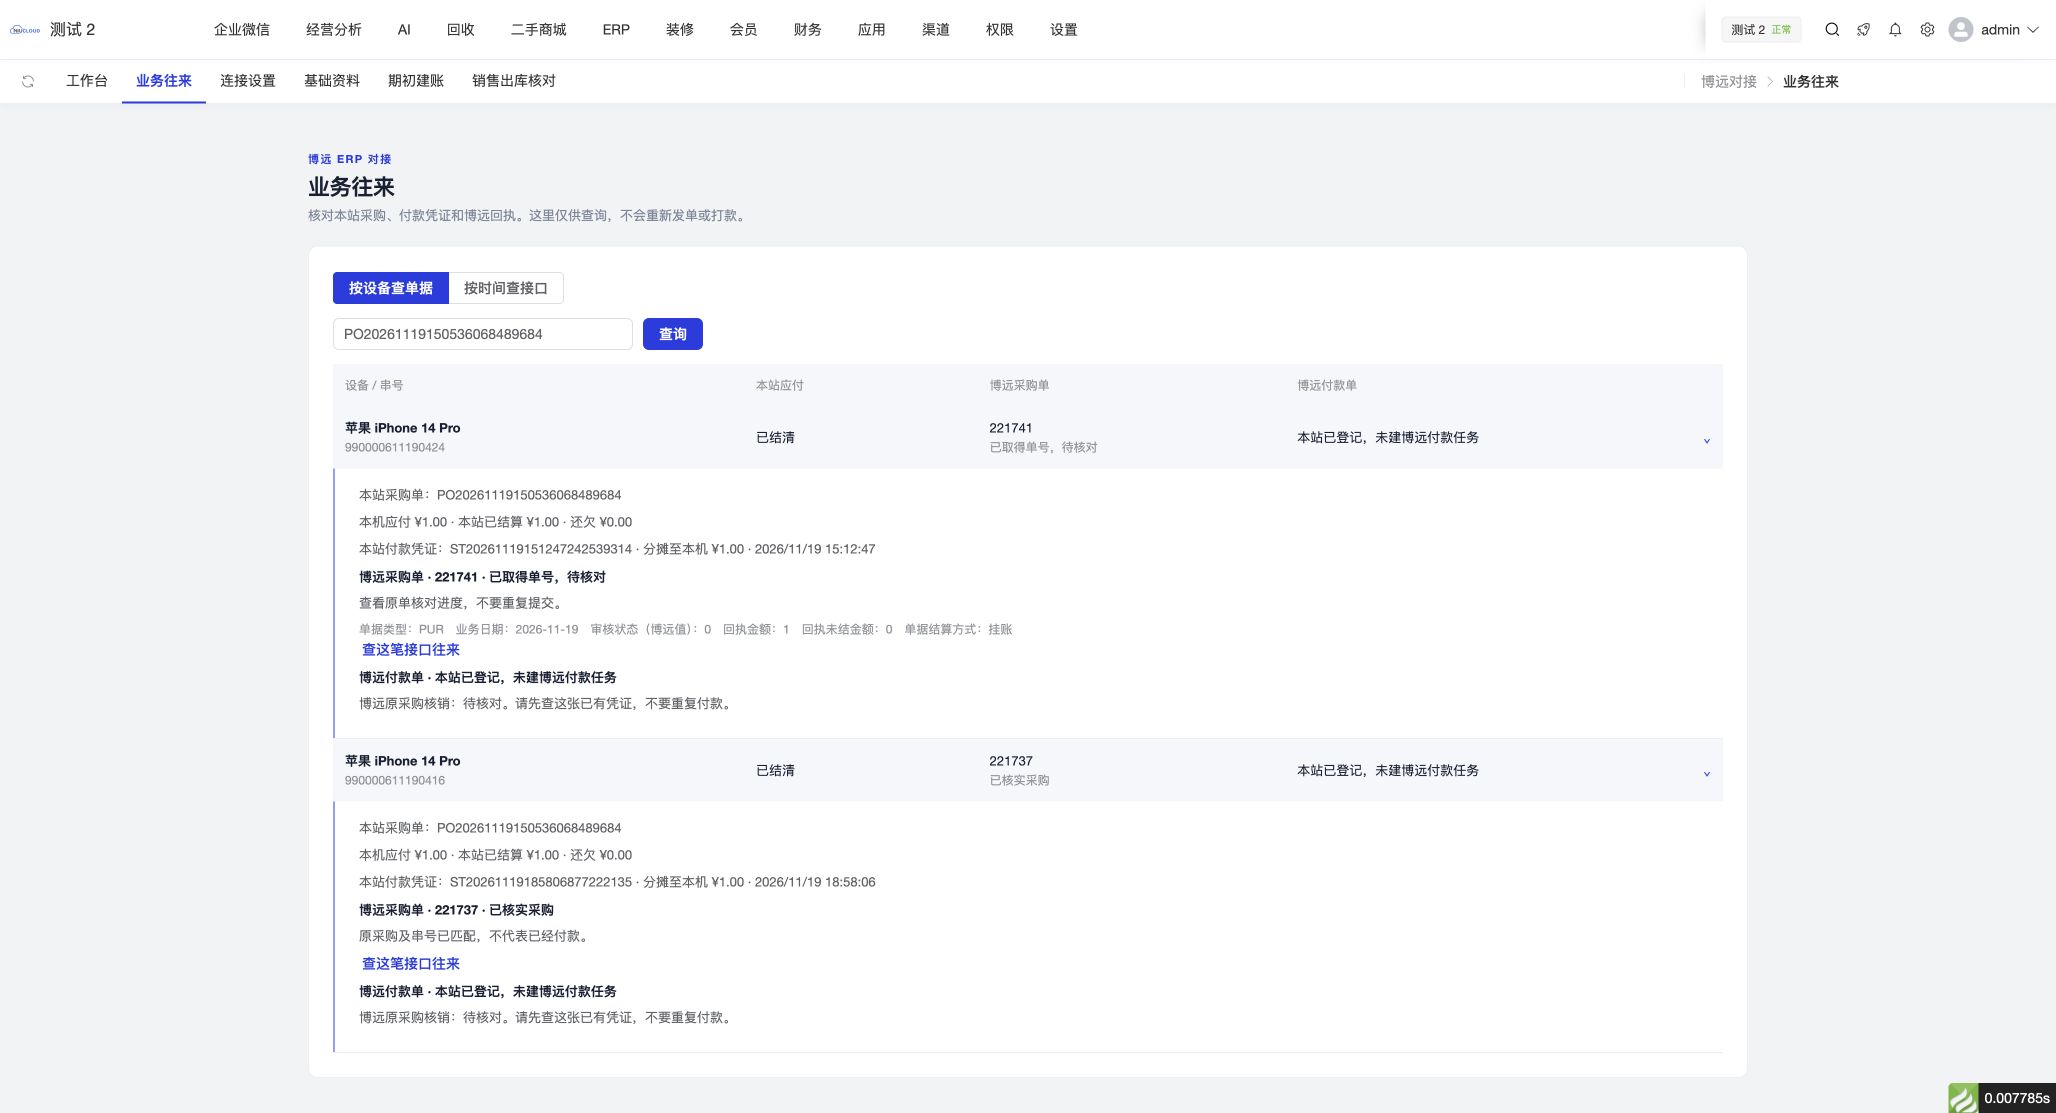 NIUCLOUD 测试 2 企业微信 经营分析 AI 回收 二手商城 ERP 装修 会员 财务 应用 渠道 权限 设置 测试 2 正常 admin
工作台 业务往来 连接设置 基础资料 期初建账 销售出库核对 博远对接 > 业务往来
博远 ERP 对接
业务往来
核对本站采购、付款凭证和博远回执。这里仅供查询，不会重新发单或打款。
按设备查单据 按时间查接口
PO20261119150536068489684 查询
设备 / 串号 本站应付 博远采购单 博远付款单
苹果 iPhone 14 Pro
990000611190424
已结清
221741
已取得单号，待核对
本站已登记，未建博远付款任务
本站采购单：PO20261119150536068489684
本机应付 ¥1.00 · 本站已结算 ¥1.00 · 还欠 ¥0.00
本站付款凭证：ST20261119151247242539314 · 分摊至本机 ¥1.00 · 2026/11/19 15:12:47
博远采购单 · 221741 · 已取得单号，待核对
查看原单核对进度，不要重复提交。
单据类型：PUR 业务日期：2026-11-19 审核状态（博远值）：0 回执金额：1 回执未结金额：0 单据结算方式：挂账
查这笔接口往来
博远付款单 · 本站已登记，未建博远付款任务
博远原采购核销：待核对。请先查这张已有凭证，不要重复付款。
苹果 iPhone 14 Pro
990000611190416
已结清
221737
已核实采购
本站已登记，未建博远付款任务
本站采购单：PO20261119150536068489684
本机应付 ¥1.00 · 本站已结算 ¥1.00 · 还欠 ¥0.00
本站付款凭证：ST20261119185806877222135 · 分摊至本机 ¥1.00 · 2026/11/19 18:58:06
博远采购单 · 221737 · 已核实采购
原采购及串号已匹配，不代表已经付款。
查这笔接口往来
博远付款单 · 本站已登记，未建博远付款任务
博远原采购核销：待核对。请先查这张已有凭证，不要重复付款。
0.007785s